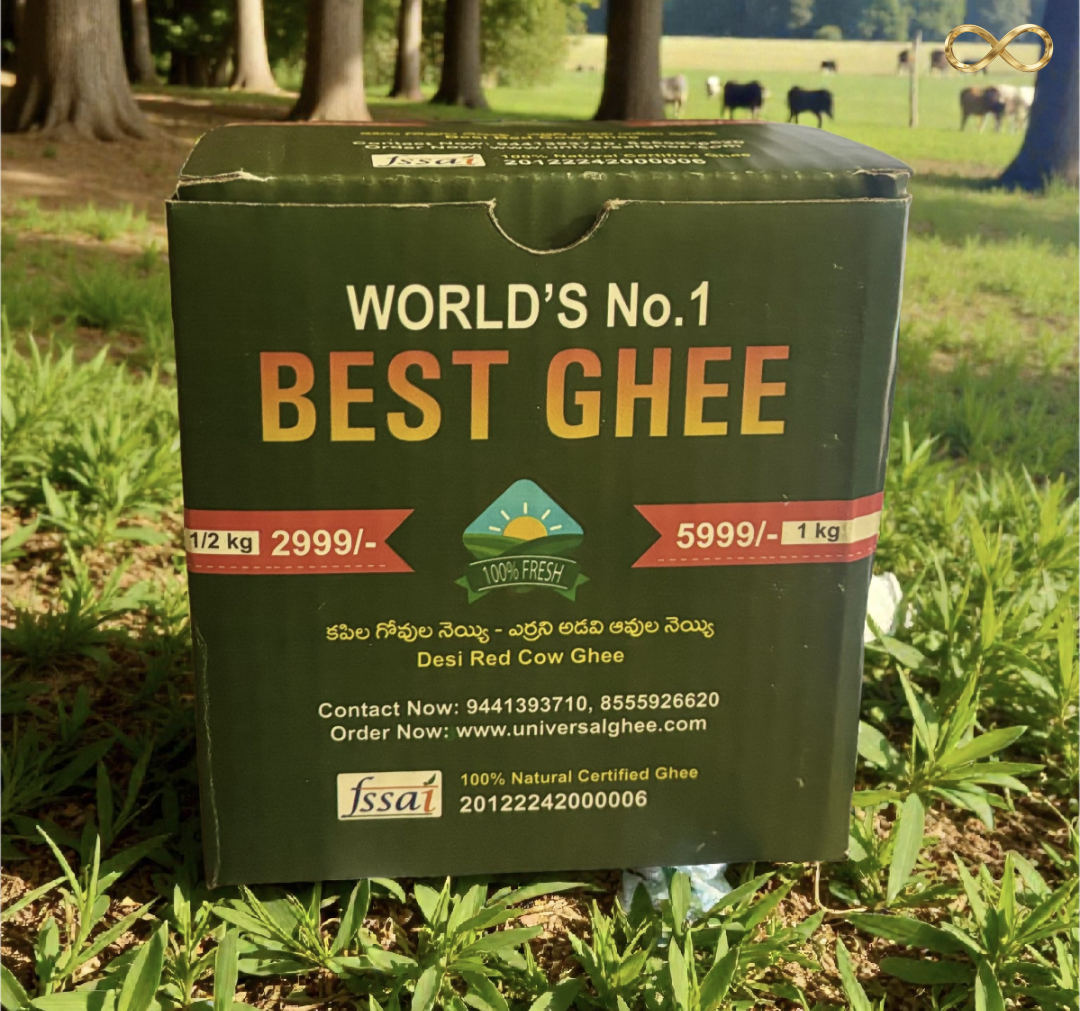 fssai
20122242000006
WORLD'S No.1
BEST GHEE
1/2 kg 2999/-
5999/- 1 kg
100% FRESH
కపిల గోవుల నెయ్యి - ఎర్రని అడవి ఆవుల నెయ్యి
Desi Red Cow Ghee
Contact Now: 9441393710, 8555926620
Order Now: www.universalghee.com
fssai
100% Natural Certified Ghee
20122242000006